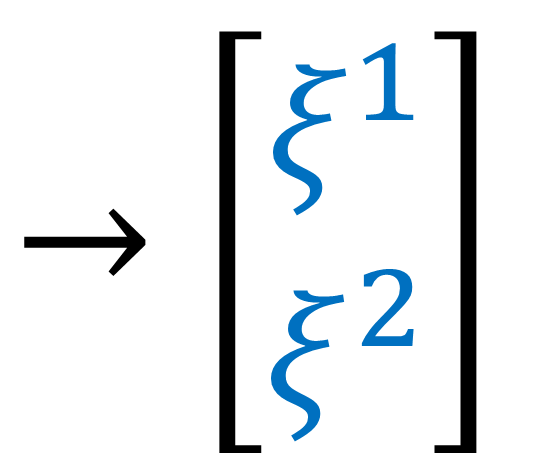 → [ ξ¹
ξ² ]